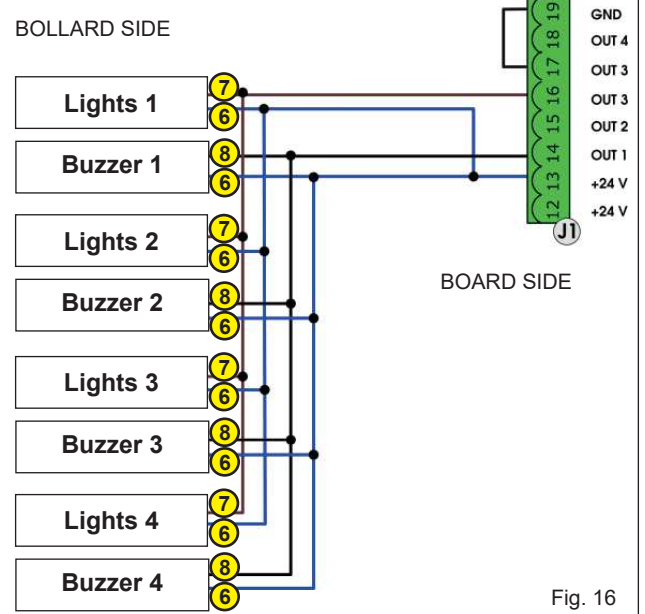 BOLLARD SIDE
Lights 1
7
6
Buzzer 1
8
6
Lights 2
7
6
Buzzer 2
8
6
Lights 3
7
6
Buzzer 3
8
6
Lights 4
7
6
Buzzer 4
8
6
19 GND
18 OUT 4
17 OUT 3
16 OUT 3
15 OUT 2
14 OUT 1
13 +24 V
12 +24 V
J1
BOARD SIDE
Fig. 16